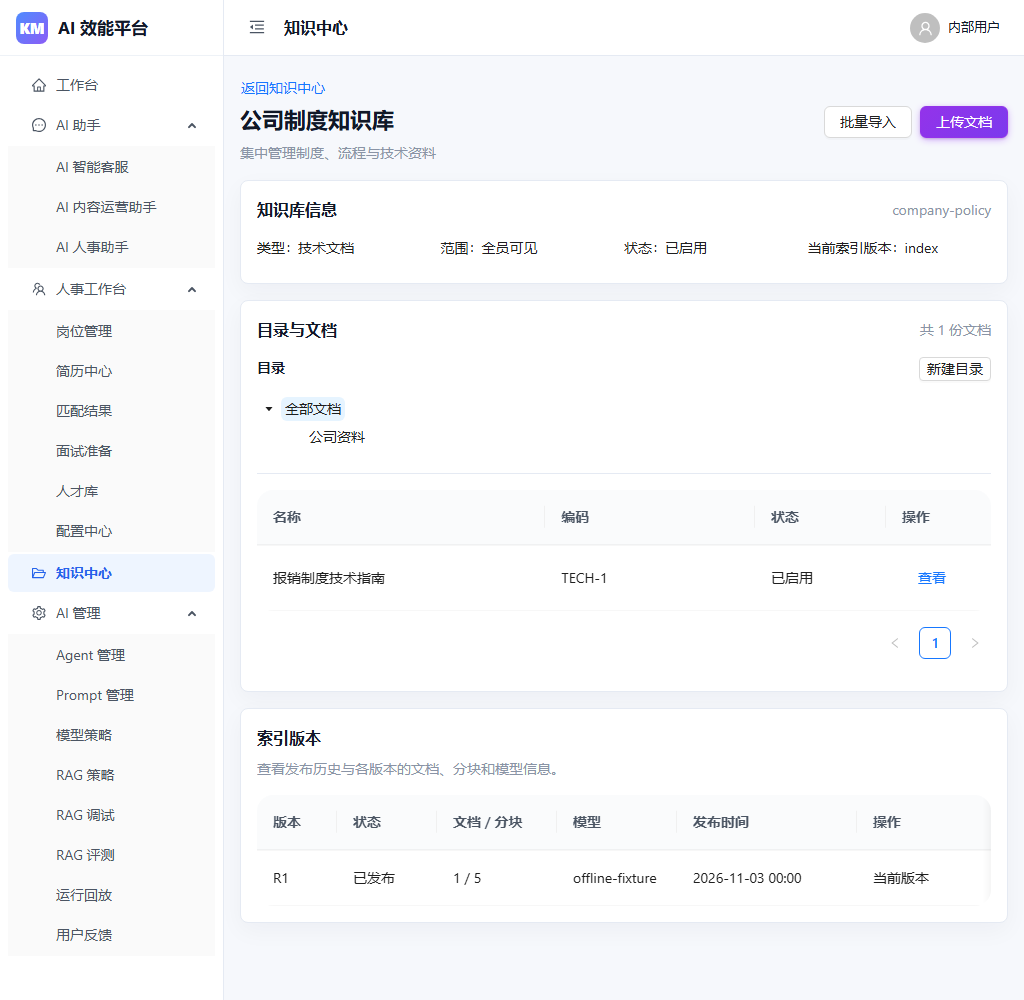 KM AI 效能平台
工作台
AI 助手
AI 智能客服
AI 内容运营助手
AI 人事助手
人事工作台
岗位管理
简历中心
匹配结果
面试准备
人才库
配置中心
知识中心
AI 管理
Agent 管理
Prompt 管理
模型策略
RAG 策略
RAG 调试
RAG 评测
运行回放
用户反馈
知识中心
内部用户
返回知识中心
公司制度知识库
批量导入 上传文档
集中管理制度、流程与技术资料
知识库信息 company-policy
类型：技术文档 范围：全员可见 状态：已启用 当前索引版本：index
目录与文档 共 1 份文档
目录 新建目录
全部文档
公司资料
名称 编码 状态 操作
报销制度技术指南 TECH-1 已启用 查看
1
索引版本
查看发布历史与各版本的文档、分块和模型信息。
版本 状态 文档 / 分块 模型 发布时间 操作
R1 已发布 1 / 5 offline-fixture 2026-11-03 00:00 当前版本